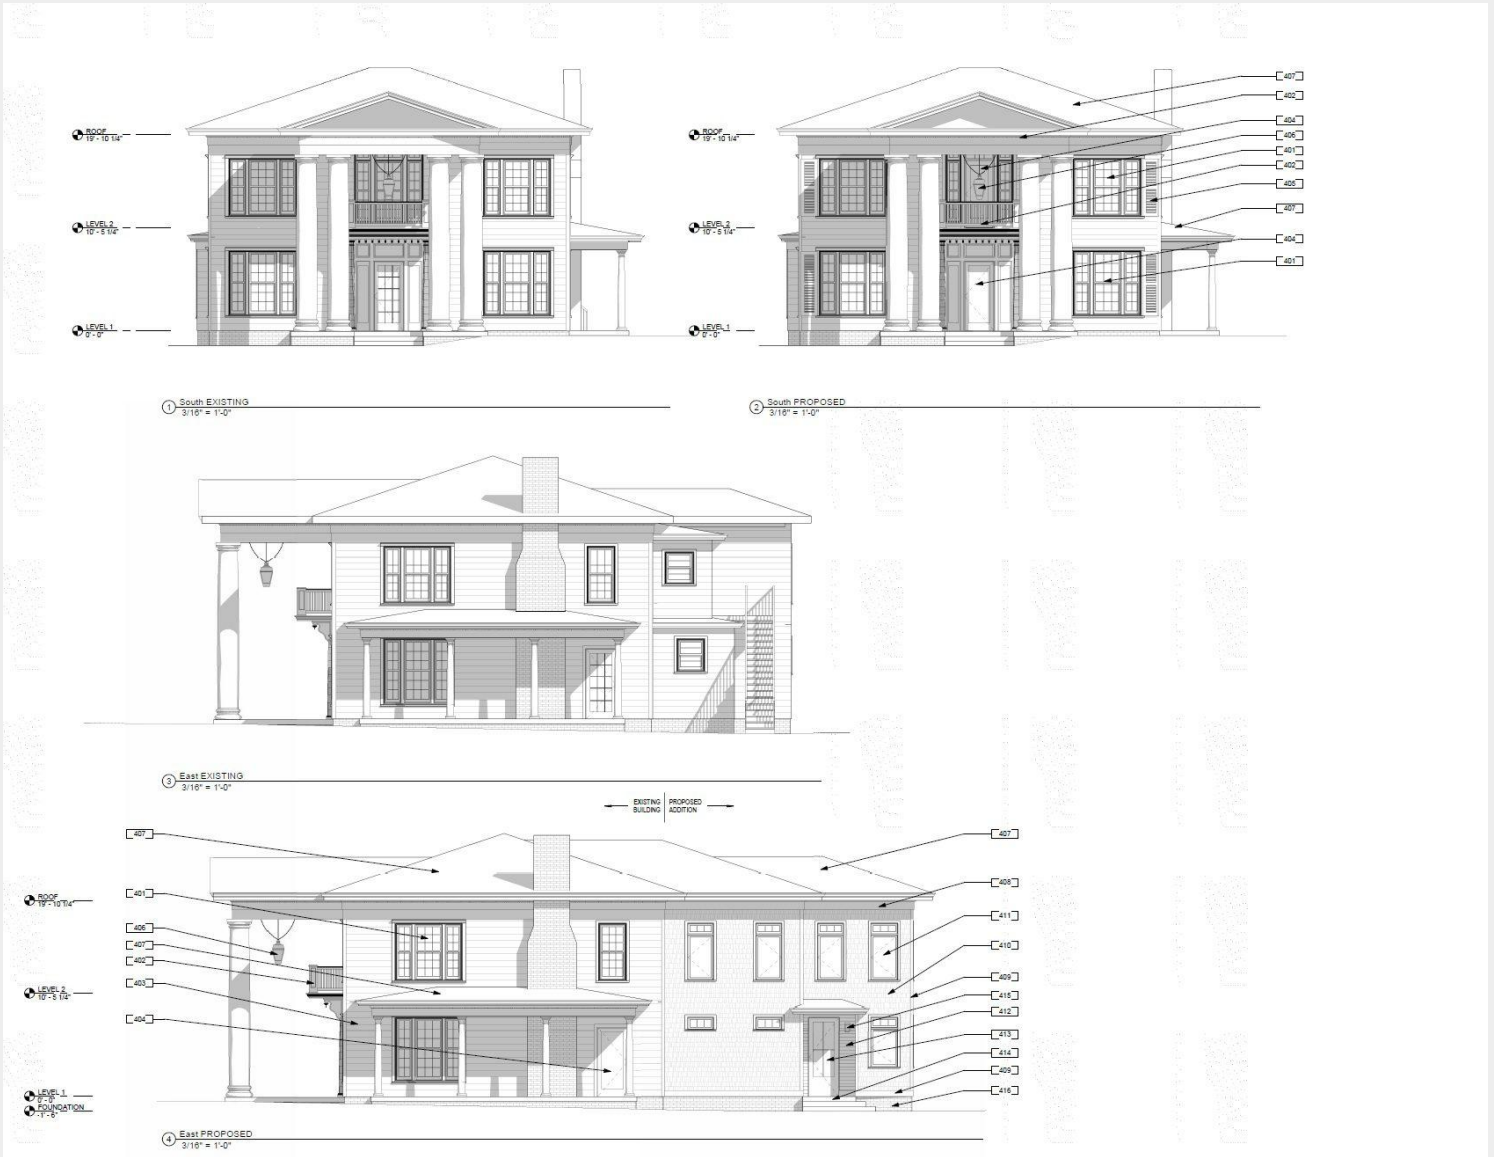 407
402
404
406
401
402
405
407
404
401
ROOF
19' - 10 1/4"
LEVEL 2
10' - 5 1/4"
LEVEL 1
0' - 0"
ROOF
19' - 10 1/4"
LEVEL 2
10' - 5 1/4"
LEVEL 1
0' - 0"
1 South EXISTING
3/16" = 1'-0"
2 South PROPOSED
3/16" = 1'-0"
3 East EXISTING
3/16" = 1'-0"
EXISTING PROPOSED
BUILDING ADDITION
407
401
406
407
402
403
404
407
408
411
410
409
415
412
413
414
409
416
ROOF
19' - 10 1/4"
LEVEL 2
10' - 5 1/4"
LEVEL 1
0' - 0"
FOUNDATION
-1' - 6"
4 East PROPOSED
3/16" = 1'-0"